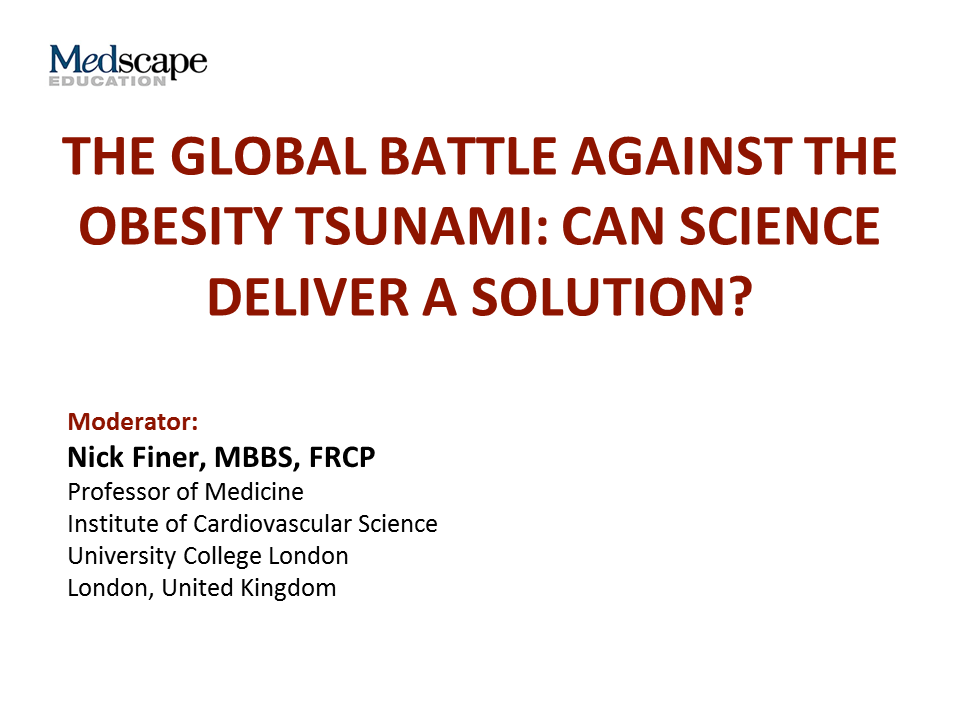 Medscape
EDUCATION
THE GLOBAL BATTLE AGAINST THE
OBESITY TSUNAMI: CAN SCIENCE
DELIVER A SOLUTION?
Moderator:
Nick Finer, MBBS, FRCP
Professor of Medicine
Institute of Cardiovascular Science
University College London
London, United Kingdom